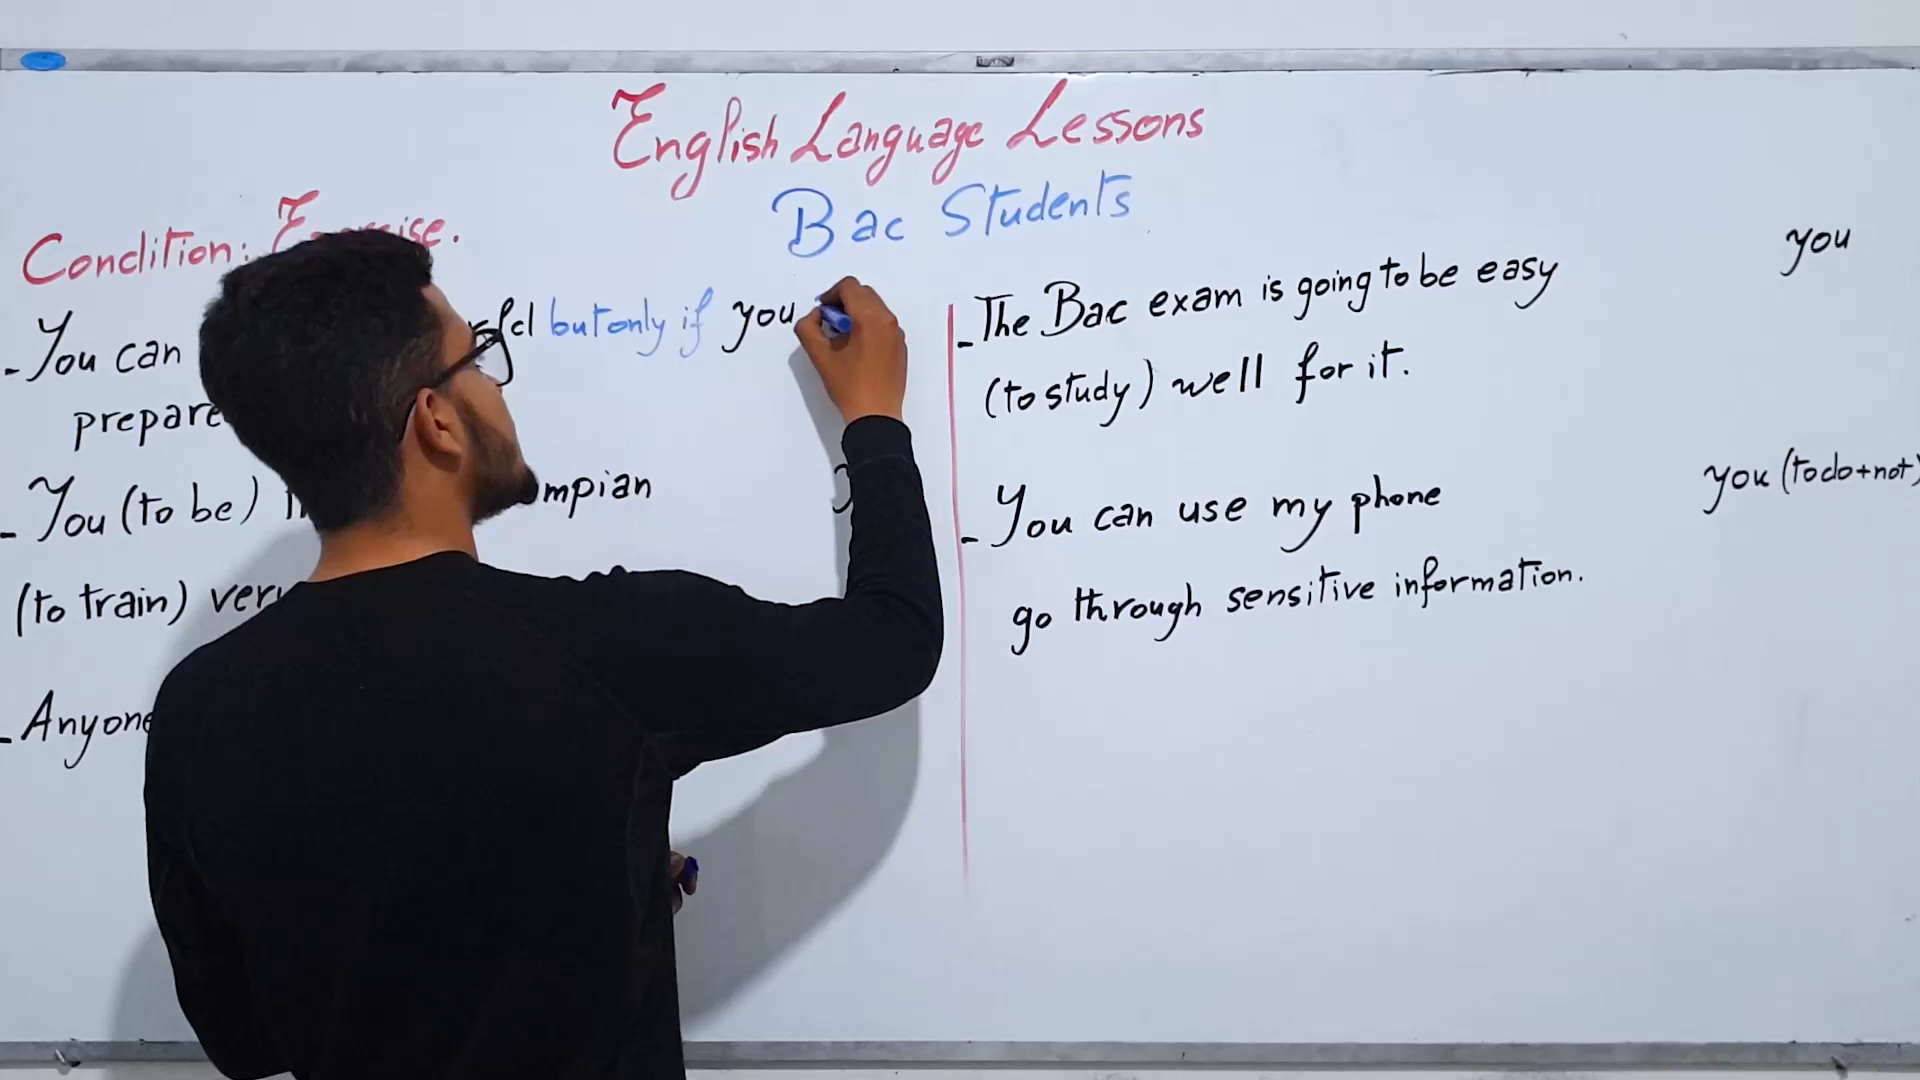 English Language Lessons
Bac Students
Condition: Exercise.
-You can but only if you
prepare
-You (to be)
(to train) very
-Anyone
-The Bac exam is going to be easy you
(to study) well for it.
-You can use my phone you (to do+not)
go through sensitive information.